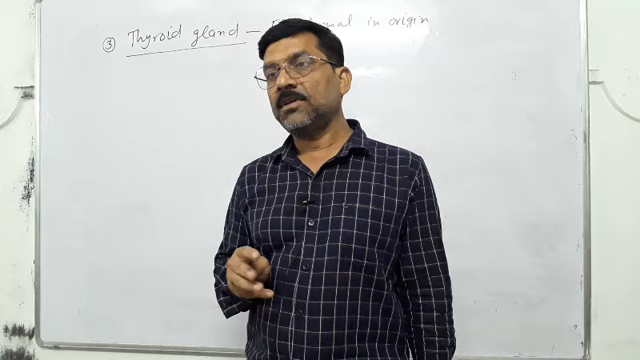 ③ Thyroid gland — in origin